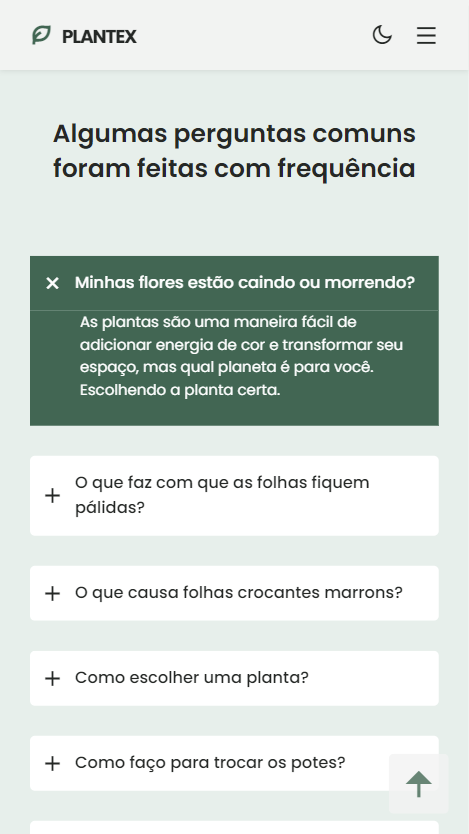 PLANTEX
Algumas perguntas comuns
foram feitas com frequência
Minhas flores estão caindo ou morrendo?
As plantas são uma maneira fácil de
adicionar energia de cor e transformar seu
espaço, mas qual planeta é para você.
Escolhendo a planta certa.
O que faz com que as folhas fiquem
pálidas?
O que causa folhas crocantes marrons?
Como escolher uma planta?
Como faço para trocar os potes?